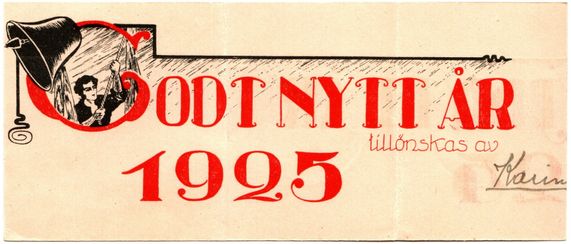 GODT NYTT ÅR
tillönskas av
1925
Karin